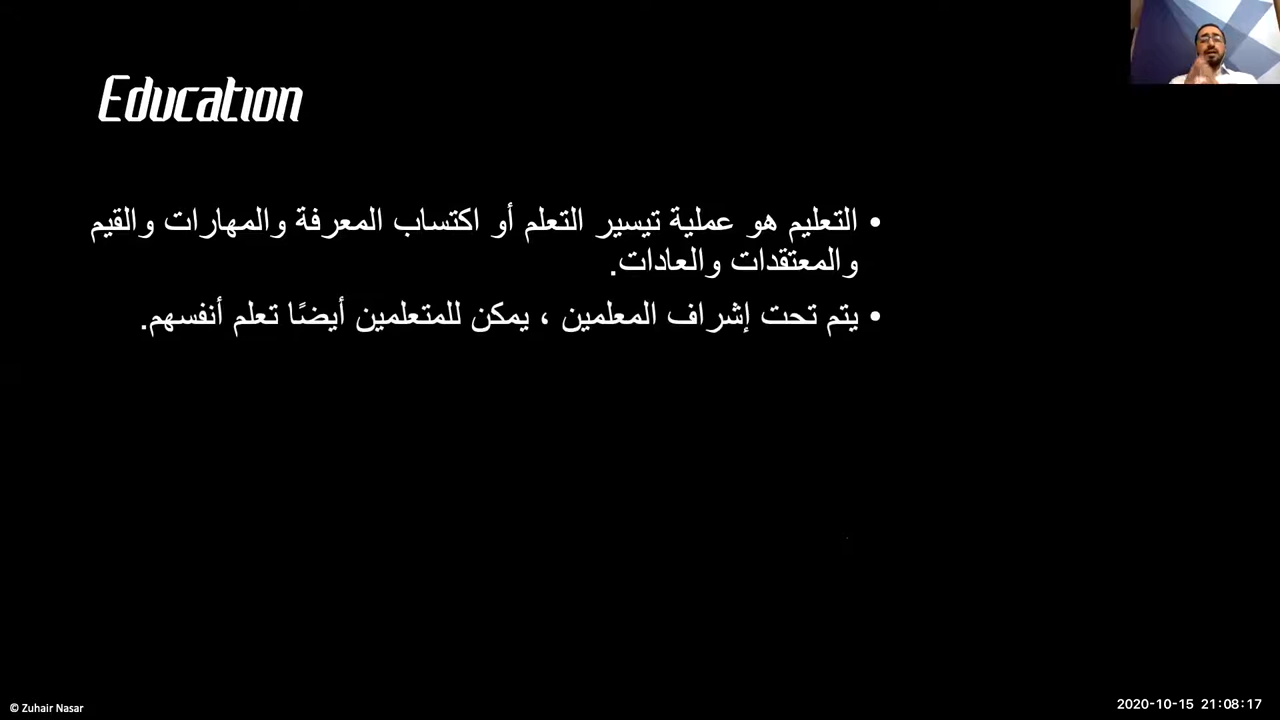 Education
• التعليم هو عملية تيسير التعلم أو اكتساب المعرفة والمهارات والقيم
والمعتقدات والعادات.
• يتم تحت إشراف المعلمين ، يمكن للمتعلمين أيضًا تعلم أنفسهم.
© Zuhair Nasar
2020-10-15 21:08:17